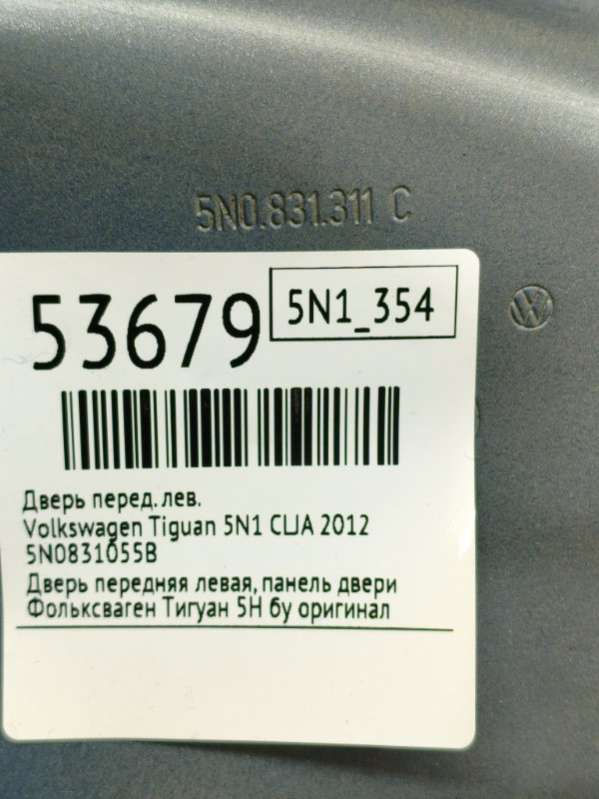 5N0.831.311 C
53679
5N1_354
Дверь перед. лев.
Volkswagen Tiguan 5N1 CLJA 2012
5N0831055B
Дверь передняя левая, панель двери
Фольксваген Тигуан 5Н бу оригинал